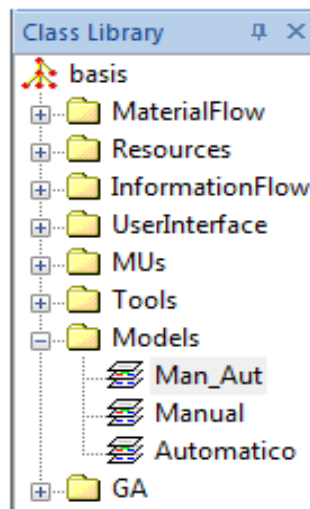 Class Library
basis
MaterialFlow
Resources
InformationFlow
UserInterface
MUs
Tools
Models
Man_Aut
Manual
Automatico
GA